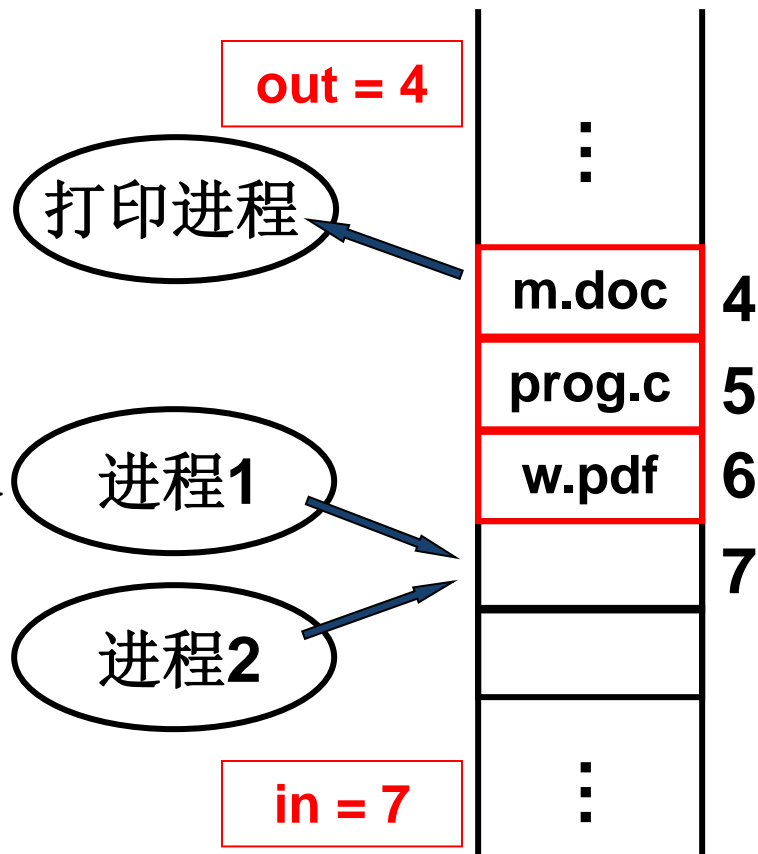 out = 4
⋮
打印进程
m.doc 4
prog.c 5
进程1
w.pdf 6
7
进程2
in = 7
⋮